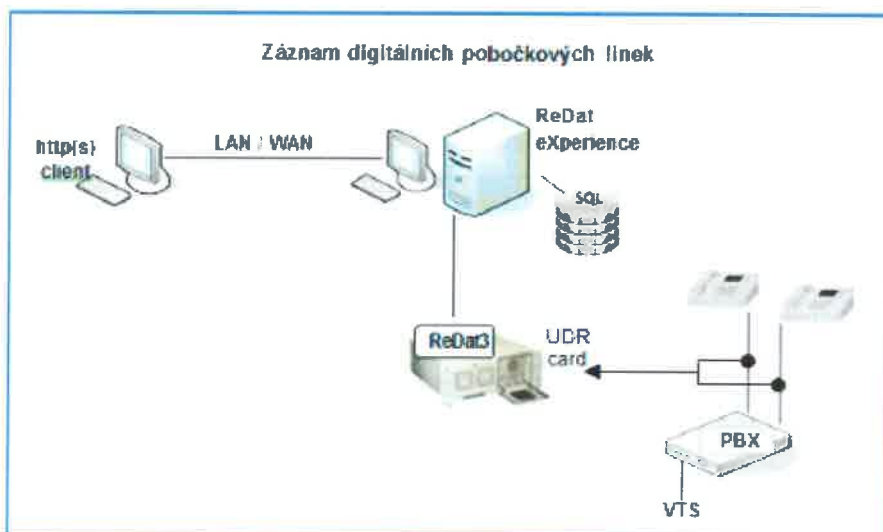 Záznam digitálních pobočkových linek
http(s)
client
LAN / WAN
ReDat
eXperience
SQL
ReDat3
UDR
card
PBX
VTS